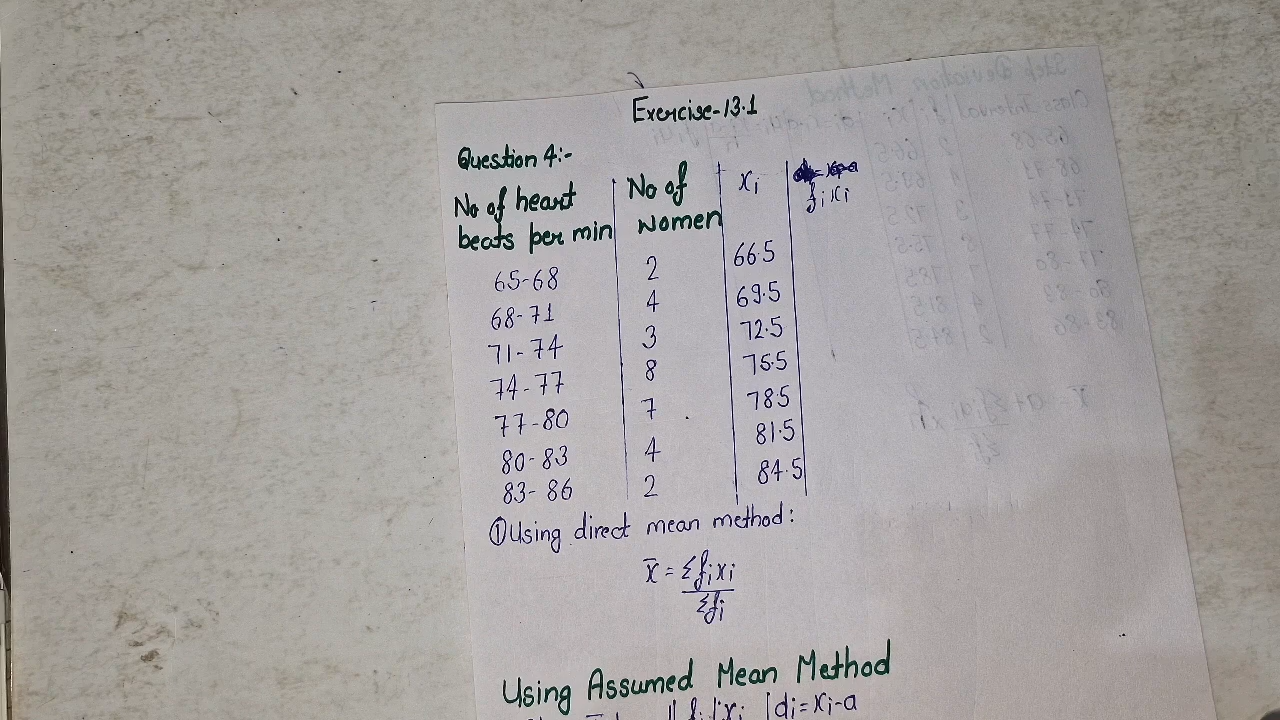 Exercise-13.1
Question 4:-
No of heart beats per min | No of women | xi | fixi
65-68 2 66.5
68-71 4 69.5
71-74 3 72.5
74-77 8 75.5
77-80 7 78.5
80-83 4 81.5
83-86 2 84.5
①Using direct mean method:
x̄ = Σfixi
Σfi
Using Assumed Mean Method
fi | xi | di=xi-a